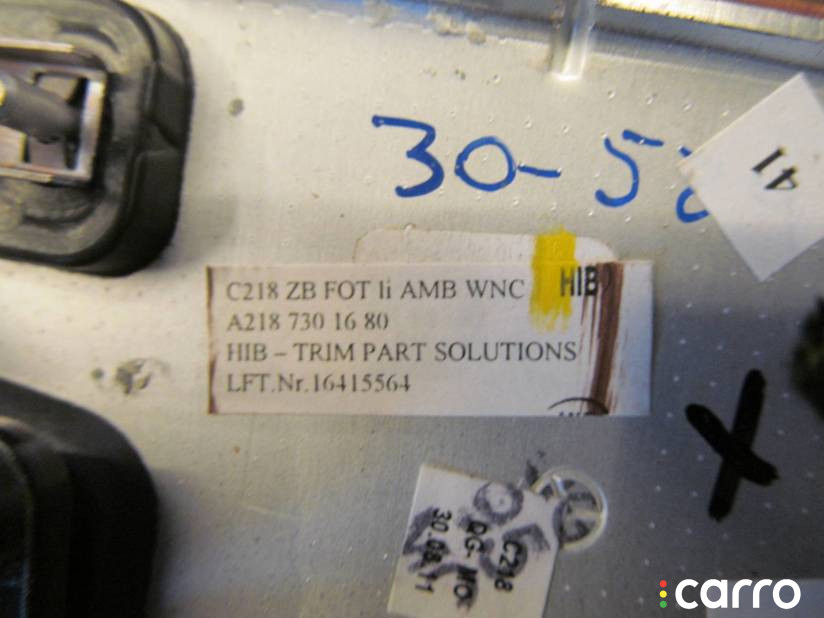 30-5
41
C218 ZB FOT li AMB WNC HIB
A218 730 16 80
HIB – TRIM PART SOLUTIONS
LFT.Nr.16415564
X
C218
30.08.11
carro